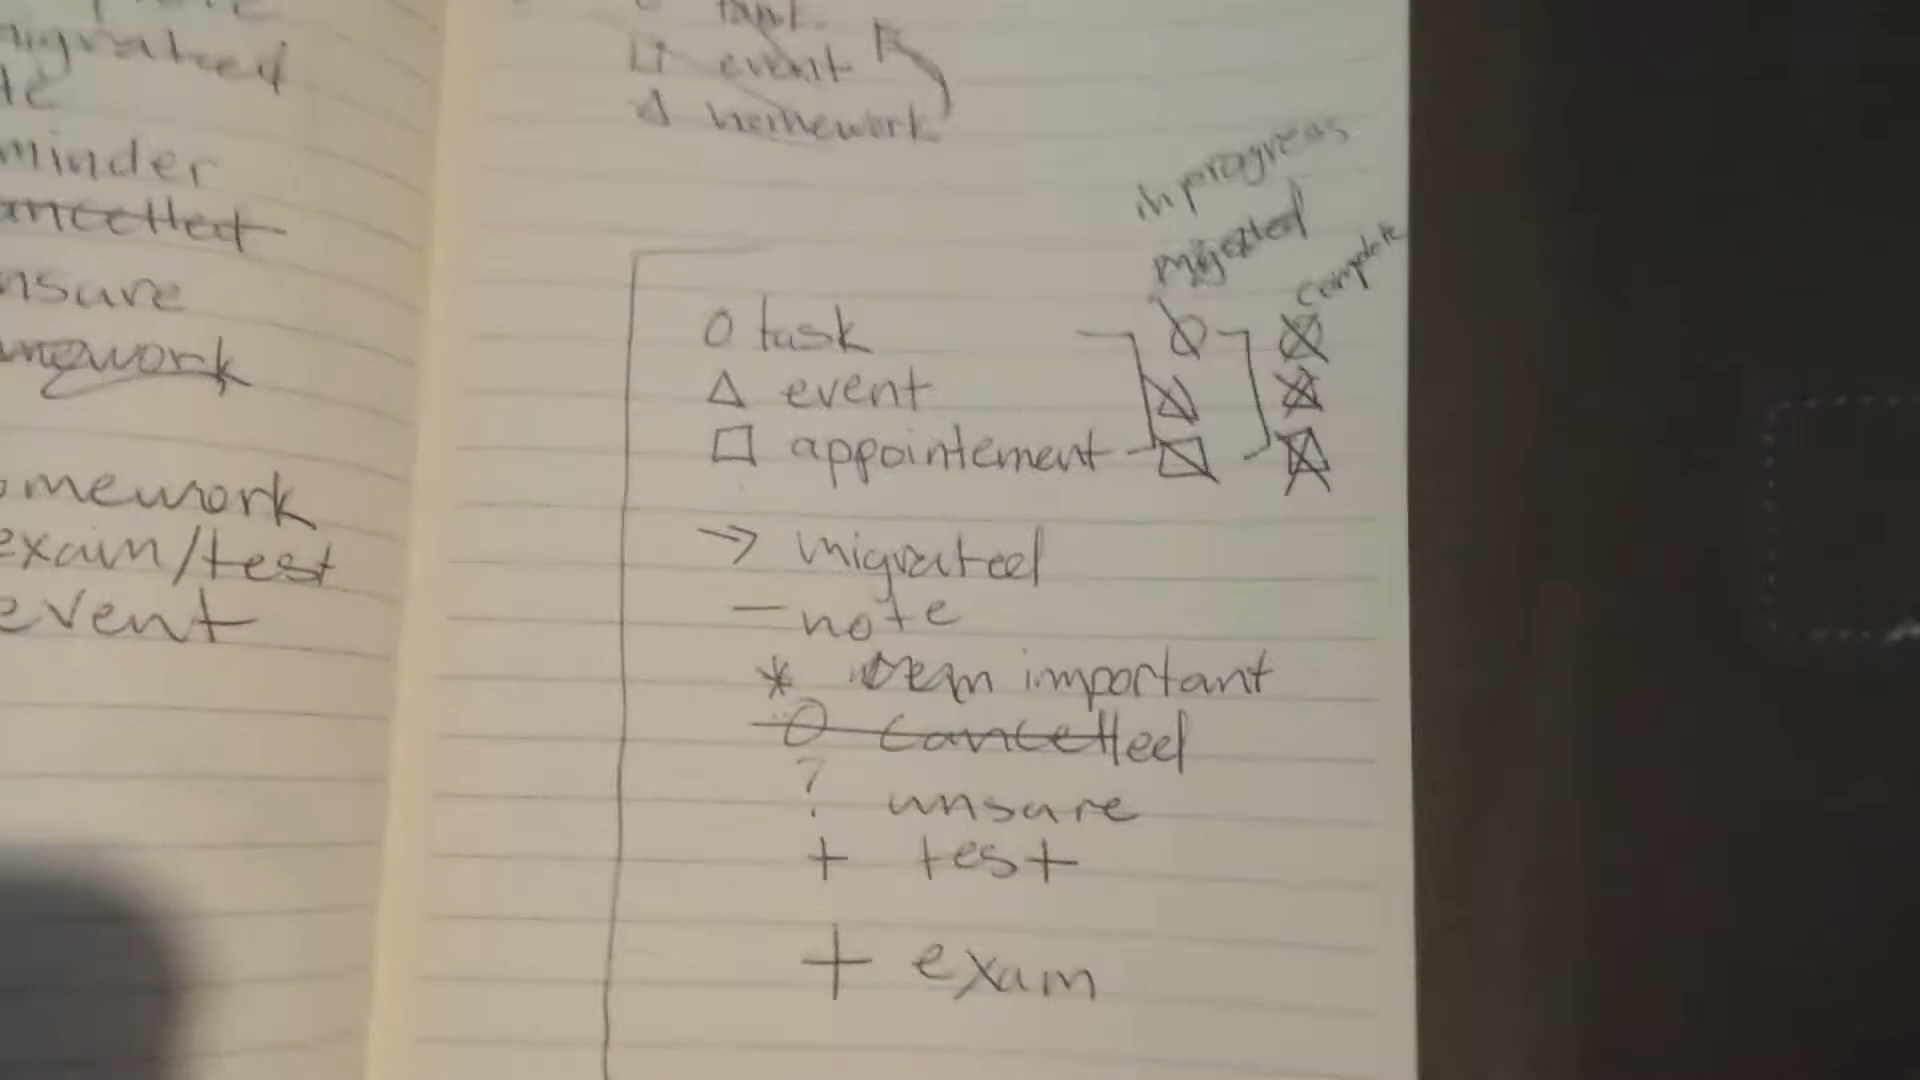 migrated
minder
cancelled
nsure
mework
omework
exam/test
event
event
homework
in progress
migrated
complete
O task
△ event
□ appointement
→ migrated
— note
* important
O cancelled
? unsure
+ test
+ exam